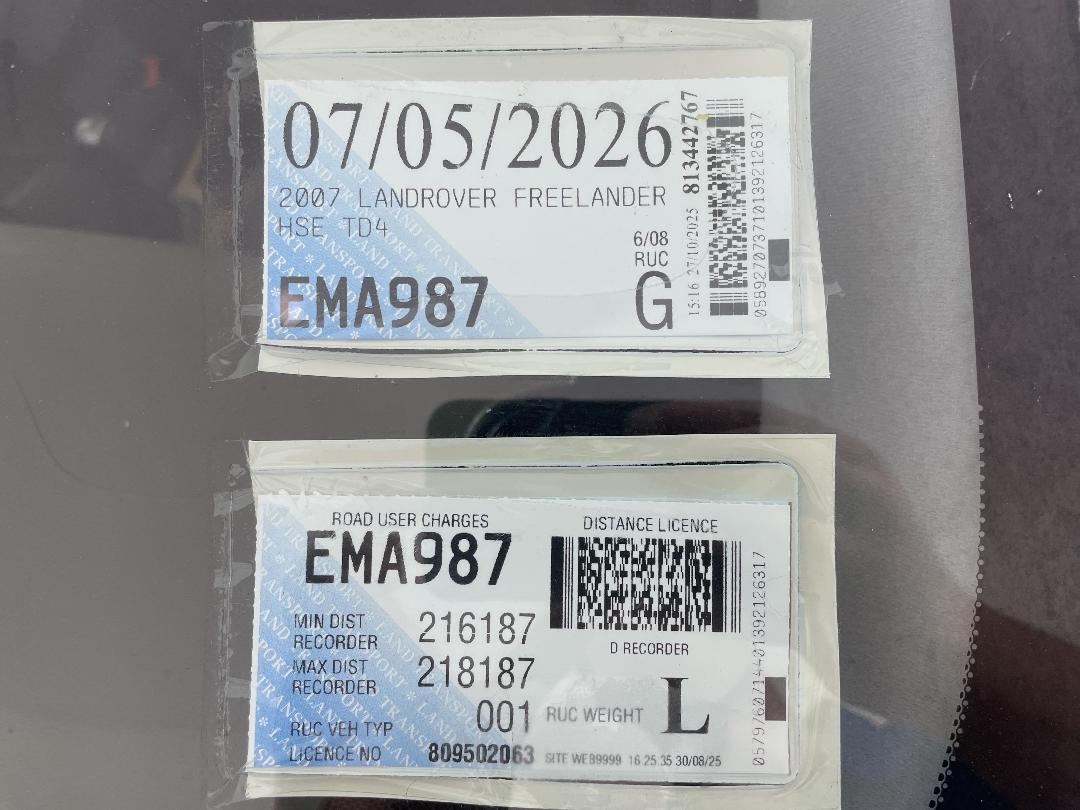 07/05/2026
2007 LANDROVER FREELANDER
HSE TD4
6/08
RUC
EMA987
G
15:16 27/10/2025
813442767
ROAD USER CHARGES
EMA987
DISTANCE LICENCE
MIN DIST
RECORDER
216187
D RECORDER
MAX DIST
RECORDER
218187
RUC VEH TYP
001
RUC WEIGHT
L
LICENCE NO
809502063
SITE WEB9999 16 25 35 30/08/25